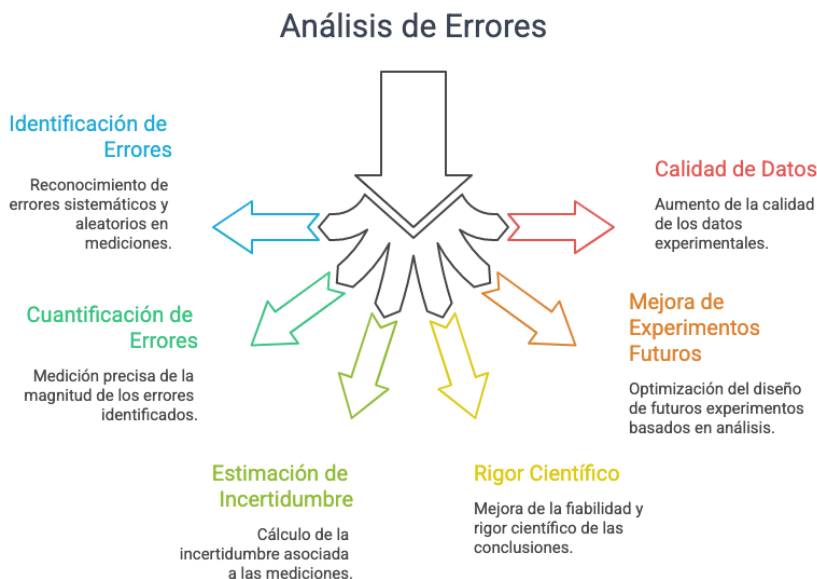 Análisis de Errores
Identificación de
Errores
Reconocimiento de
errores sistemáticos y
aleatorios en
mediciones.
Cuantificación de
Errores
Medición precisa de la
magnitud de los errores
identificados.
Estimación de
Incertidumbre
Cálculo de la
incertidumbre asociada
a las mediciones.
Rigor Científico
Mejora de la fiabilidad y
rigor científico de las
conclusiones.
Mejora de
Experimentos
Futuros
Optimización del diseño
de futuros experimentos
basados en análisis.
Calidad de Datos
Aumento de la calidad
de los datos
experimentales.